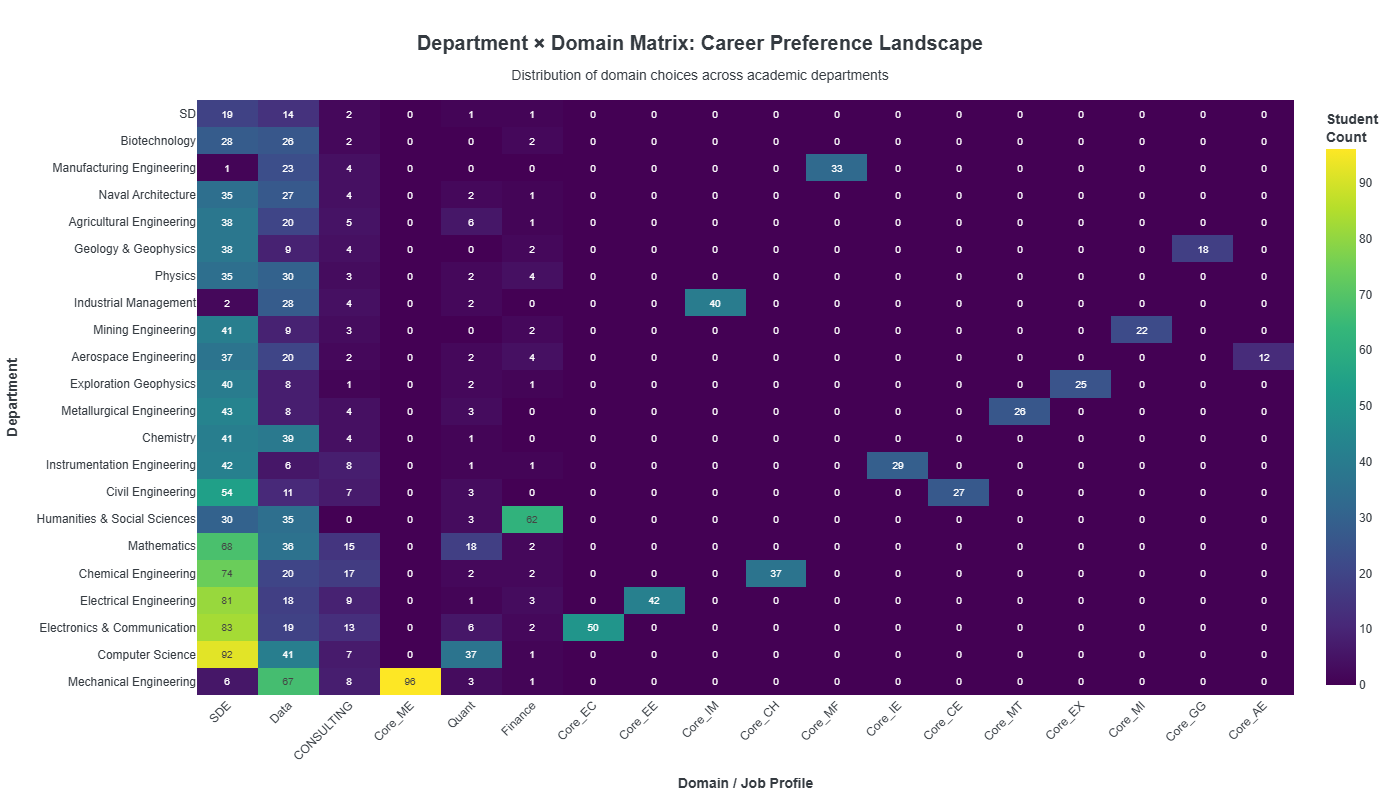 Department × Domain Matrix: Career Preference Landscape
Distribution of domain choices across academic departments
SD 19 14 2 0 1 1 0 0 0 0 0 0 0 0 0 0 0 0
Biotechnology 28 26 2 0 0 2 0 0 0 0 0 0 0 0 0 0 0 0
Manufacturing Engineering 1 23 4 0 0 0 0 0 0 0 33 0 0 0 0 0 0 0
Naval Architecture 35 27 4 0 2 1 0 0 0 0 0 0 0 0 0 0 0 0
Agricultural Engineering 38 20 5 0 6 1 0 0 0 0 0 0 0 0 0 0 0 0
Geology & Geophysics 38 9 4 0 0 2 0 0 0 0 0 0 0 0 0 0 18 0
Physics 35 30 3 0 2 4 0 0 0 0 0 0 0 0 0 0 0 0
Industrial Management 2 28 4 0 2 0 0 0 40 0 0 0 0 0 0 0 0 0
Mining Engineering 41 9 3 0 0 2 0 0 0 0 0 0 0 0 0 22 0 0
Aerospace Engineering 37 20 2 0 2 4 0 0 0 0 0 0 0 0 0 0 0 12
Exploration Geophysics 40 8 1 0 2 1 0 0 0 0 0 0 0 0 25 0 0 0
Metallurgical Engineering 43 8 4 0 3 0 0 0 0 0 0 0 0 26 0 0 0 0
Chemistry 41 39 4 0 1 0 0 0 0 0 0 0 0 0 0 0 0 0
Instrumentation Engineering 42 6 8 0 1 1 0 0 0 0 0 29 0 0 0 0 0 0
Civil Engineering 54 11 7 0 3 0 0 0 0 0 0 0 27 0 0 0 0 0
Humanities & Social Sciences 30 35 0 0 3 62 0 0 0 0 0 0 0 0 0 0 0 0
Mathematics 68 36 15 0 18 2 0 0 0 0 0 0 0 0 0 0 0 0
Chemical Engineering 74 20 17 0 2 2 0 0 0 37 0 0 0 0 0 0 0 0
Electrical Engineering 81 18 9 0 1 3 0 42 0 0 0 0 0 0 0 0 0 0
Electronics & Communication 83 19 13 0 6 2 50 0 0 0 0 0 0 0 0 0 0 0
Computer Science 92 41 7 0 37 1 0 0 0 0 0 0 0 0 0 0 0 0
Mechanical Engineering 6 67 8 96 3 1 0 0 0 0 0 0 0 0 0 0 0 0
SDE Data CONSULTING Core_ME Quant Finance Core_EC Core_EE Core_IM Core_CH Core_MF Core_IE Core_CE Core_MT Core_EX Core_MI Core_GG Core_AE
Domain / Job Profile
Department
Student
Count
90
80
70
60
50
40
30
20
10
0